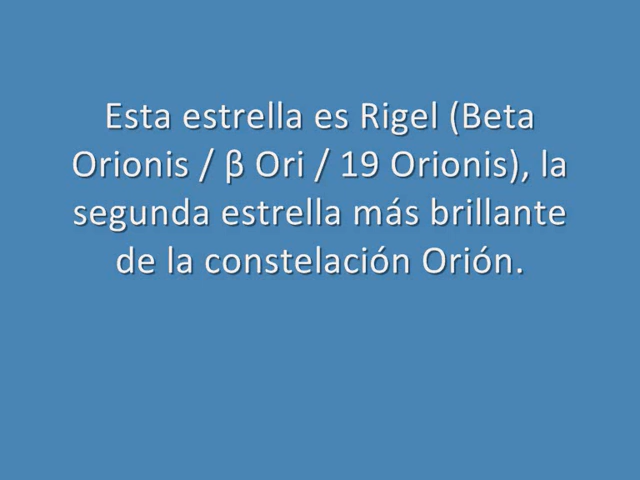 Esta estrella es Rigel (Beta
Orionis / β Ori / 19 Orionis), la
segunda estrella más brillante
de la constelación Orión.